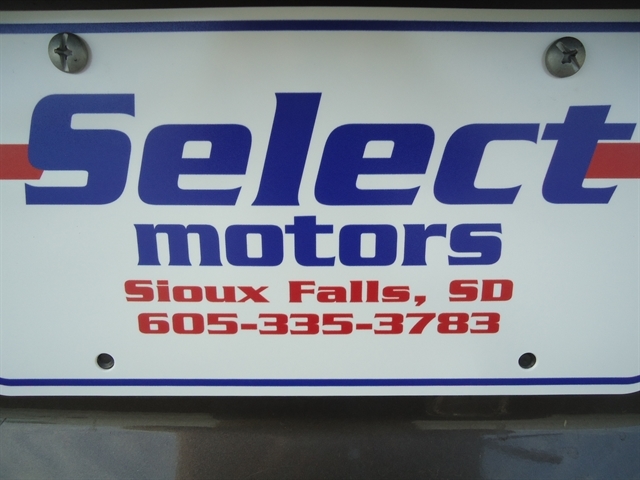 Select
motors
Sioux Falls, SD
605-335-3783